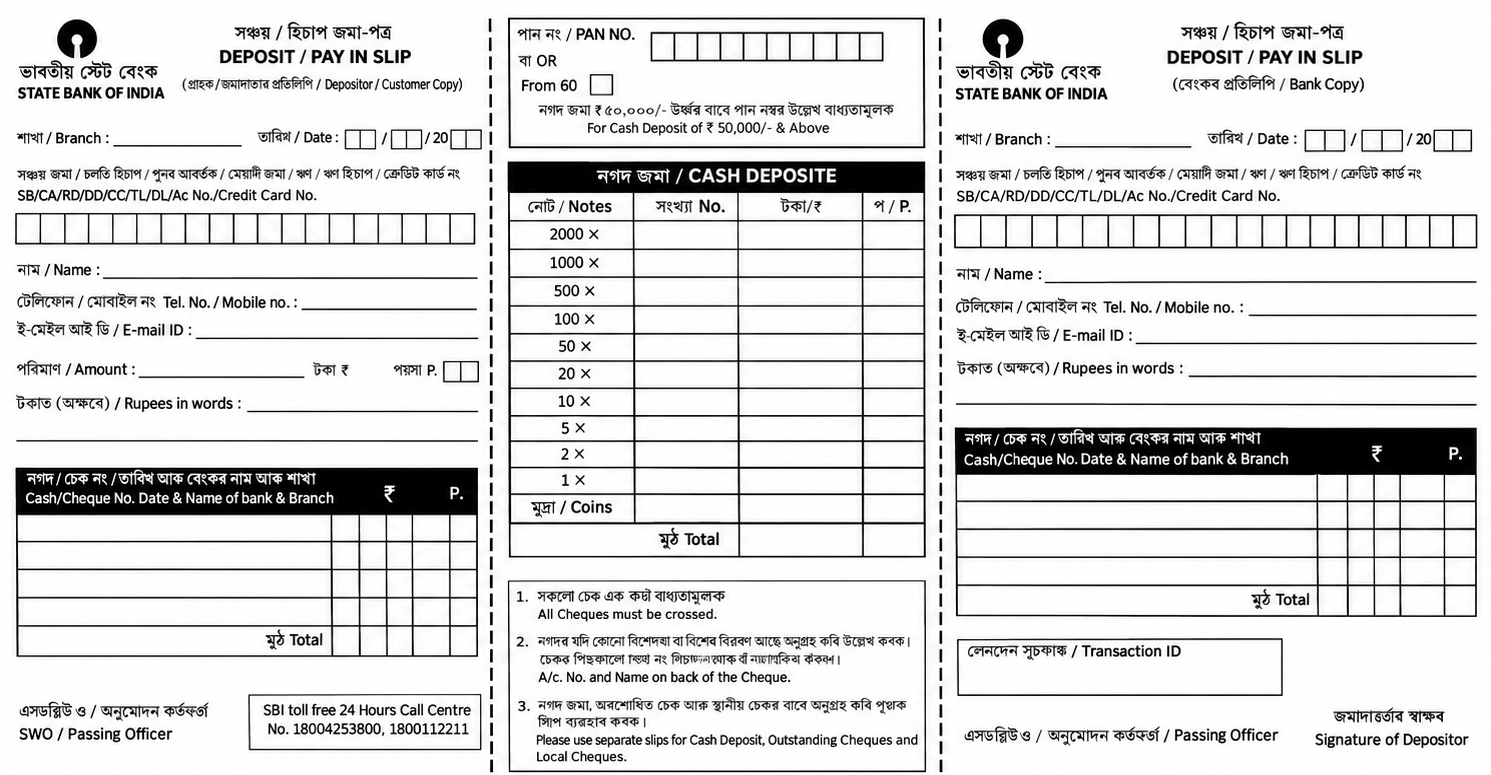 সঞ্চয় / হিচাপ জমা-পত্ৰ
DEPOSIT / PAY IN SLIP
(গ্ৰাহক / জমাদাতাৰ প্ৰতিলিপি / Depositor / Customer Copy)
ভাবতীয় স্টেট বেংক
STATE BANK OF INDIA
শাখা / Branch :
তাৰিখ / Date : / / 20
সঞ্চয় জমা / চলতি হিচাপ / পুনৰ আবৰ্তক / মেয়াদী জমা / ঋণ / ঋণ হিচাপ / ক্ৰেডিট কাৰ্ড নং
SB/CA/RD/DD/CC/TL/DL/Ac No./Credit Card No.
নাম / Name :
টেলিফোন / মোবাইল নং Tel. No. / Mobile no. :
ই-মেইল আই ডি / E-mail ID :
পৰিমাণ / Amount : টকা ₹ পয়সা P.
টকাত (অক্ষৰে) / Rupees in words :
নগদ / চেক নং / তাৰিখ আৰু বেংকৰ নাম আৰু শাখা
Cash/Cheque No. Date & Name of bank & Branch ₹ P.
মুঠ Total
এসডব্লিউ ও / অনুমোদন কৰ্তৃকৰ্তা
SWO / Passing Officer
SBI toll free 24 Hours Call Centre
No. 18004253800, 1800112211
পান নং / PAN NO.
বা OR
From 60
নগদ জমা ₹ ৫০,০০০/- উৰ্ধ্বৰ বাবে পান নম্বৰ উল্লেখ বাধ্যতামূলক
For Cash Deposit of ₹ 50,000/- & Above
নগদ জমা / CASH DEPOSITE
নোট / Notes সংখ্যা No. টকা/₹ প / P.
2000 ×
1000 ×
500 ×
100 ×
50 ×
20 ×
10 ×
5 ×
2 ×
1 ×
মুদ্ৰা / Coins
মুঠ Total
1. সকলো চেক এক কটা বাধ্যতামূলক
All Cheques must be crossed.
2. নগদৰ যদি কোনো বা বিশেষ বিৱৰণ আছে অনুগ্ৰহ কৰি উল্লেখ কৰক।
চেকৰ নং
A/c. No. and Name on back of the Cheque.
3. নগদ জমা, অৰশোধিত চেক আৰু স্থানীয় চেকৰ বাবে অনুগ্ৰহ কৰি পৃথক
স্লিপ ব্যৱহাৰ কৰক।
Please use separate slips for Cash Deposit, Outstanding Cheques and
Local Cheques.
সঞ্চয় / হিচাপ জমা-পত্ৰ
DEPOSIT / PAY IN SLIP
(বেংকৰ প্ৰতিলিপি / Bank Copy)
ভাবতীয় স্টেট বেংক
STATE BANK OF INDIA
শাখা / Branch :
তাৰিখ / Date : / / 20
সঞ্চয় জমা / চলতি হিচাপ / পুনৰ আবৰ্তক / মেয়াদী জমা / ঋণ / ঋণ হিচাপ / ক্ৰেডিট কাৰ্ড নং
SB/CA/RD/DD/CC/TL/DL/Ac No./Credit Card No.
নাম / Name :
টেলিফোন / মোবাইল নং Tel. No. / Mobile no. :
ই-মেইল আই ডি / E-mail ID :
টকাত (অক্ষৰে) / Rupees in words :
নগদ / চেক নং / তাৰিখ আৰু বেংকৰ নাম আৰু শাখা
Cash/Cheque No. Date & Name of bank & Branch ₹ P.
মুঠ Total
লেনদেন সূচকাঙ্ক / Transaction ID
এসডব্লিউ ও / অনুমোদন কৰ্তৃকৰ্তা / Passing Officer
জমাদাতাৰ স্বাক্ষৰ
Signature of Depositor